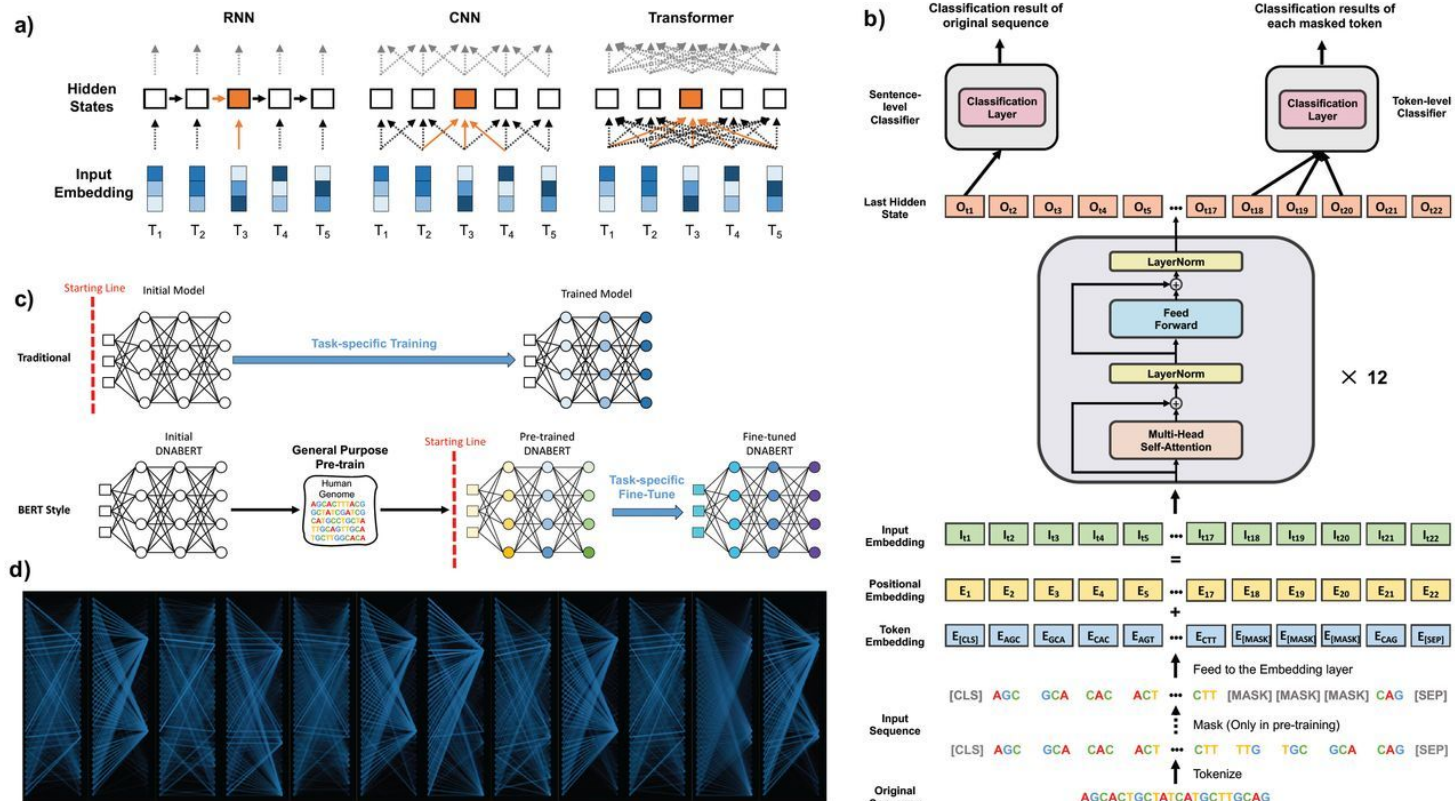 a)
RNN
CNN
Transformer
Hidden
States
Input
Embedding
T1 T2 T3 T4 T5
T1 T2 T3 T4 T5
T1 T2 T3 T4 T5
c)
Starting Line
Initial Model
Trained Model
Traditional
Task-specific Training
Initial
DNABERT
General Purpose
Pre-train
Human
Genome
AGCACTTTACG
GCTATCGATCG
CATGCCTGCTA
TTGCAGTTGCA
TGCTTGGCACA
Starting Line
Pre-trained
DNABERT
Task-specific
Fine-Tune
Fine-tuned
DNABERT
BERT Style
d)
b)
Classification result of
original sequence
Classification results of
each masked token
Sentence-level
Classifier
Classification
Layer
Classification
Layer
Token-level
Classifier
Last Hidden
State
Ot1 Ot2 Ot3 Ot4 Ot5 ••• Ot17 Ot18 Ot19 Ot20 Ot21 Ot22
LayerNorm
+
Feed
Forward
LayerNorm
+
Multi-Head
Self-Attention
× 12
Input
Embedding
It1 It2 It3 It4 It5 ••• It17 It18 It19 It20 It21 It22
=
Positional
Embedding
E1 E2 E3 E4 E5 ••• E17 E18 E19 E20 E21 E22
+
Token
Embedding
E[CLS] EAGC EGCA ECAC EAGT ••• ECTT E[MASK] E[MASK] E[MASK] ECAG E[SEP]
Feed to the Embedding layer
[CLS] AGC GCA CAC ACT ••• CTT [MASK] [MASK] [MASK] CAG [SEP]
Input
Sequence
Mask (Only in pre-training)
[CLS] AGC GCA CAC ACT ••• CTT TTG TGC GCA CAG [SEP]
Tokenize
Original
AGCACTGCTATCATGCTTGCAG